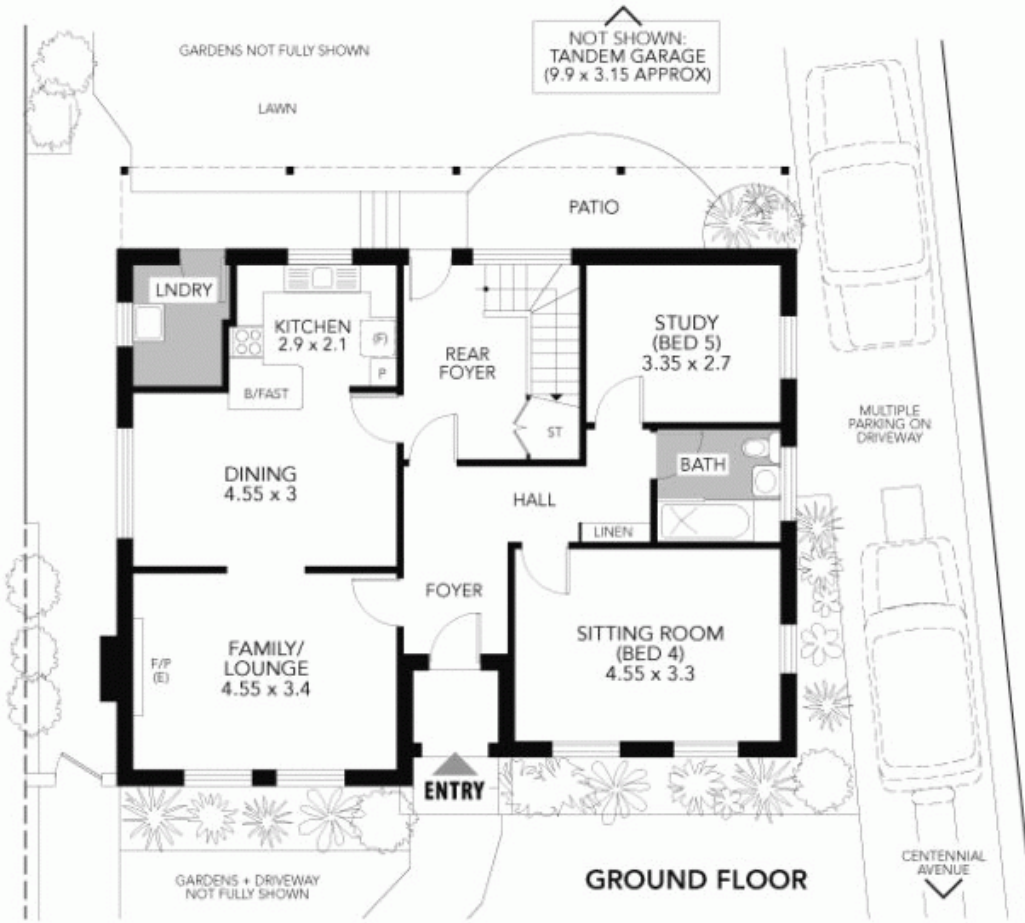 NOT SHOWN:
TANDEM GARAGE
(9.9 x 3.15 APPROX)
GARDENS NOT FULLY SHOWN
LAWN
PATIO
LNDRY
KITCHEN
2.9 x 2.1
(F)
P
B/FAST
REAR
FOYER
ST
STUDY
(BED 5)
3.35 x 2.7
MULTIPLE
PARKING ON
DRIVEWAY
DINING
4.55 x 3
BATH
HALL
LINEN
FOYER
FAMILY/
LOUNGE
4.55 x 3.4
F/P
(E)
SITTING ROOM
(BED 4)
4.55 x 3.3
ENTRY
GARDENS + DRIVEWAY
NOT FULLY SHOWN
GROUND FLOOR
CENTENNIAL
AVENUE